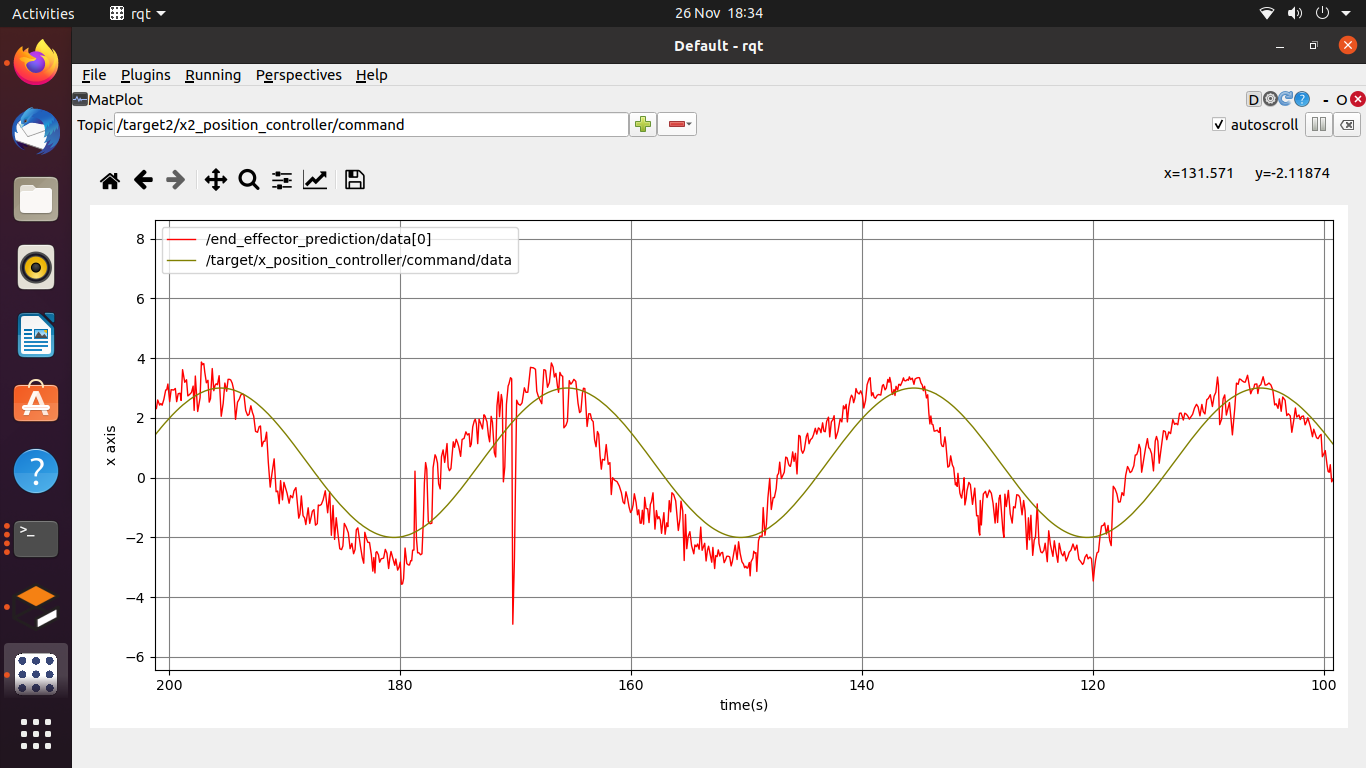 Activities rqt 26 Nov 18:34
Default - rqt
File Plugins Running Perspectives Help
MatPlot D ? - O
Topic /target2/x2_position_controller/command autoscroll
x=131.571 y=-2.11874
/end_effector_prediction/data[0]
/target/x_position_controller/command/data
8
6
4
2
0
−2
−4
−6
x axis
200 180 160 140 120 100
time(s)
A
?
>_